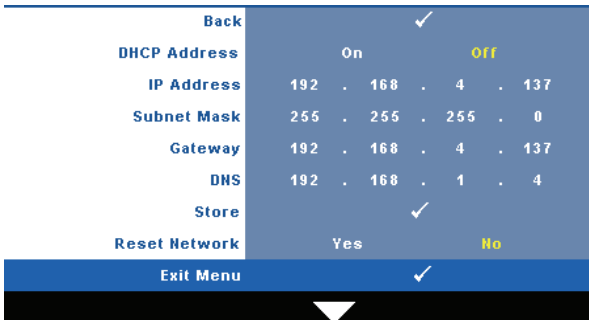 Back ✓
DHCP Address On Off
IP Address 192 . 168 . 4 . 137
Subnet Mask 255 . 255 . 255 . 0
Gateway 192 . 168 . 4 . 137
DNS 192 . 168 . 1 . 4
Store ✓
Reset Network Yes No
Exit Menu ✓